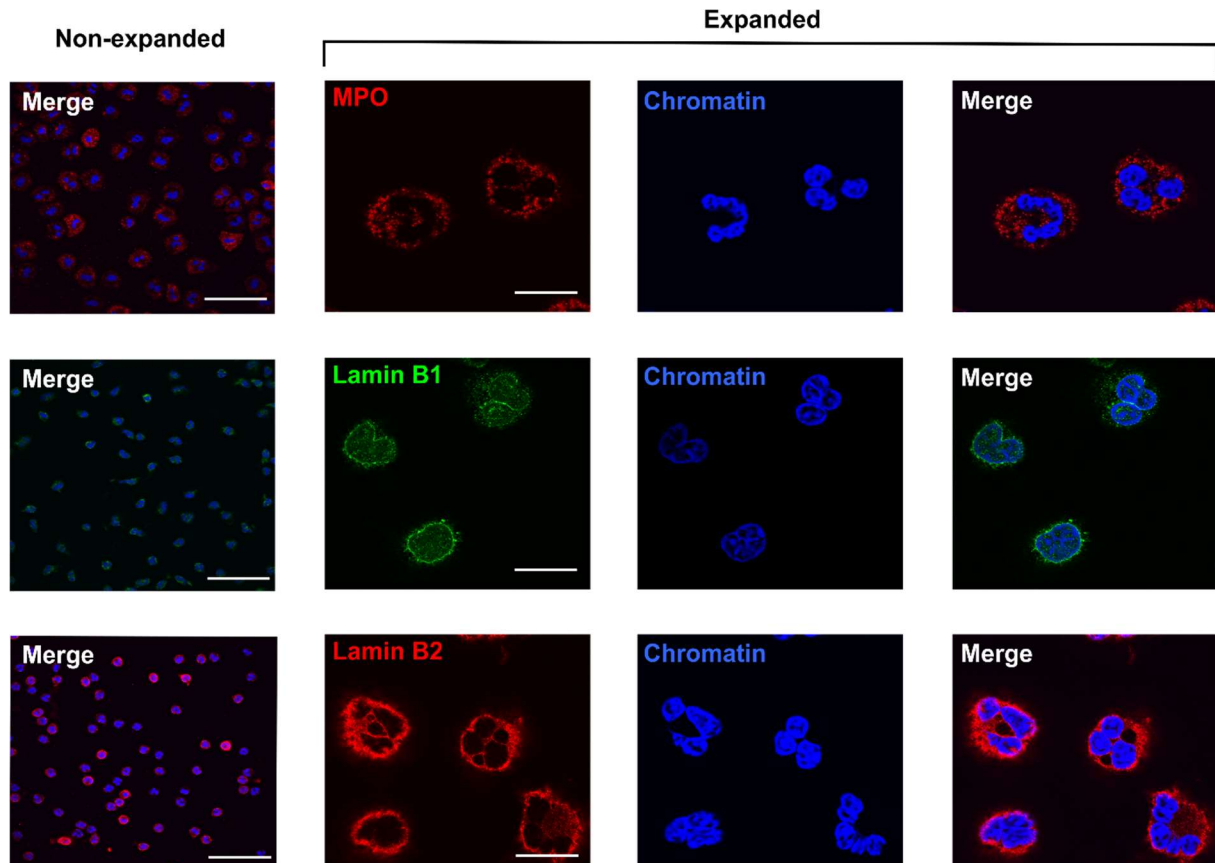 Non-expanded
Expanded
Merge
MPO
Chromatin
Merge
Merge
Lamin B1
Chromatin
Merge
Merge
Lamin B2
Chromatin
Merge